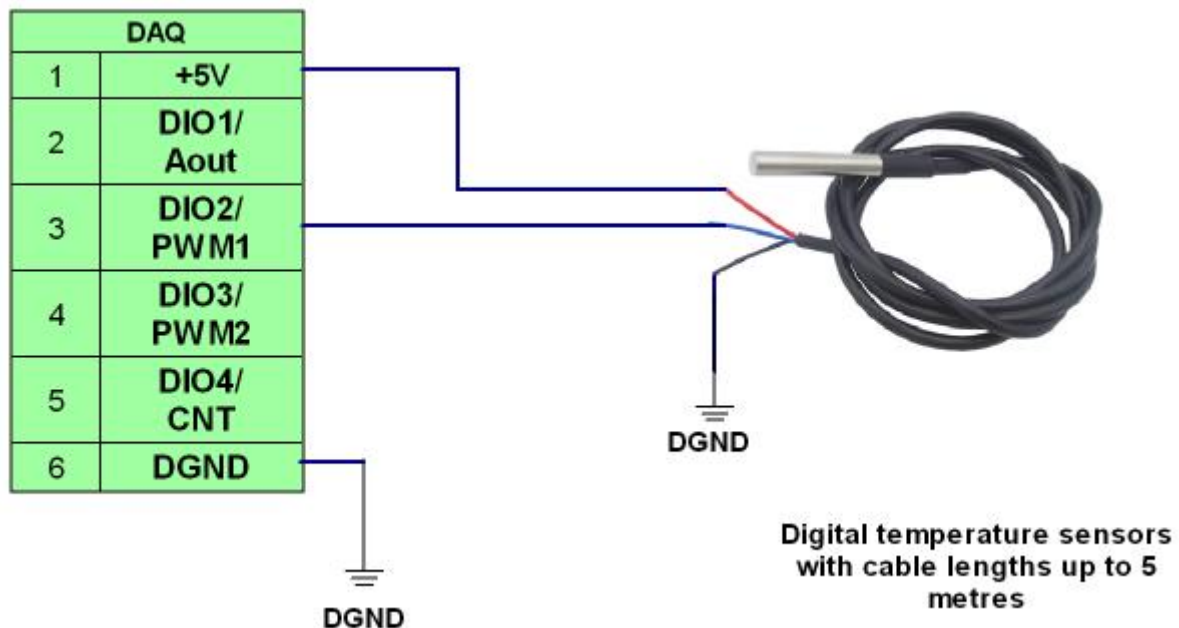 DAQ
1 +5V
2 DIO1/
Aout
3 DIO2/
PWM1
4 DIO3/
PWM2
5 DIO4/
CNT
6 DGND
DGND
DGND
Digital temperature sensors
with cable lengths up to 5
metres